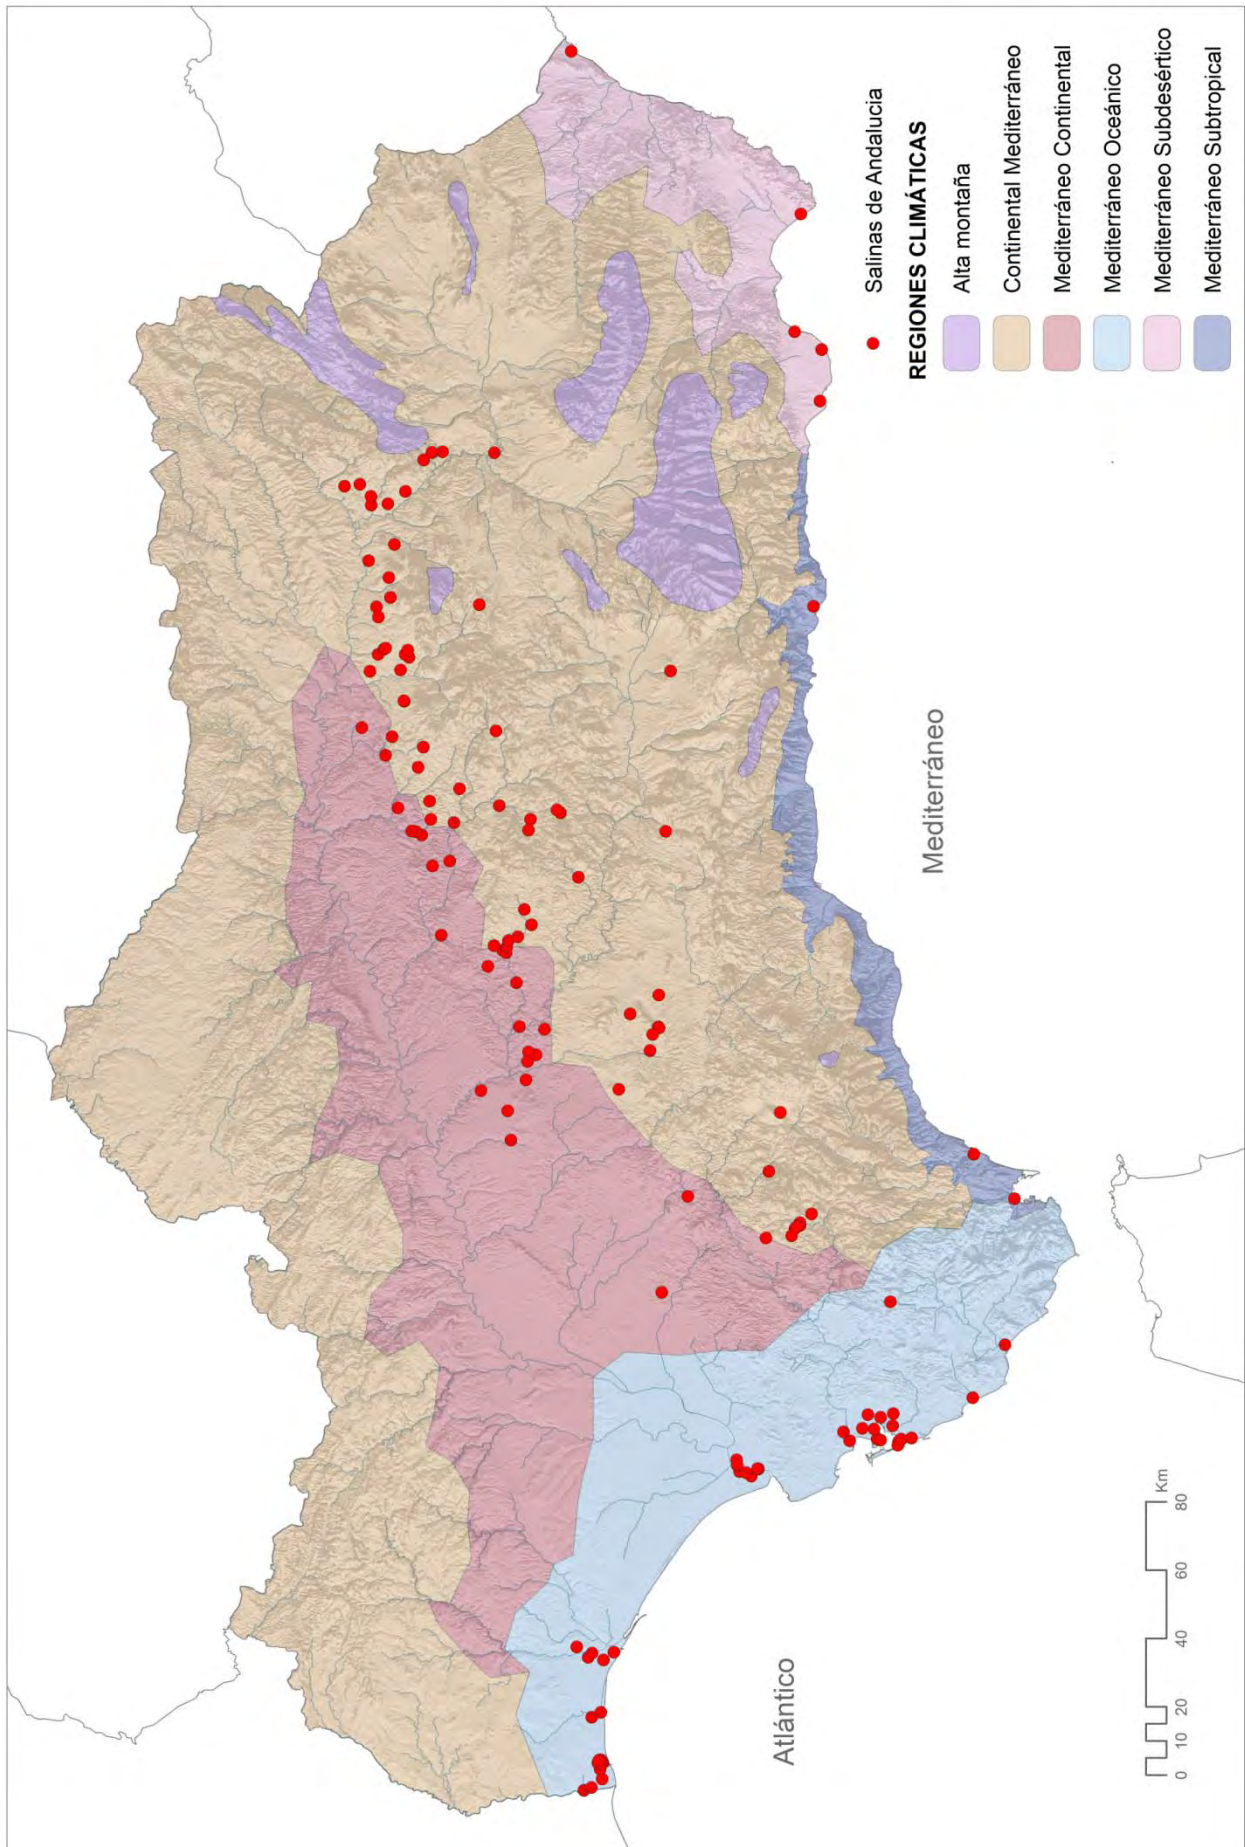 Atlántico
Mediterráneo
0 10 20 40 60 80
Km
Salinas de Andalucia
REGIONES CLIMÁTICAS
Alta montaña
Continental Mediterráneo
Mediterráneo Continental
Mediterráneo Oceánico
Mediterráneo Subdesértico
Mediterráneo Subtropical